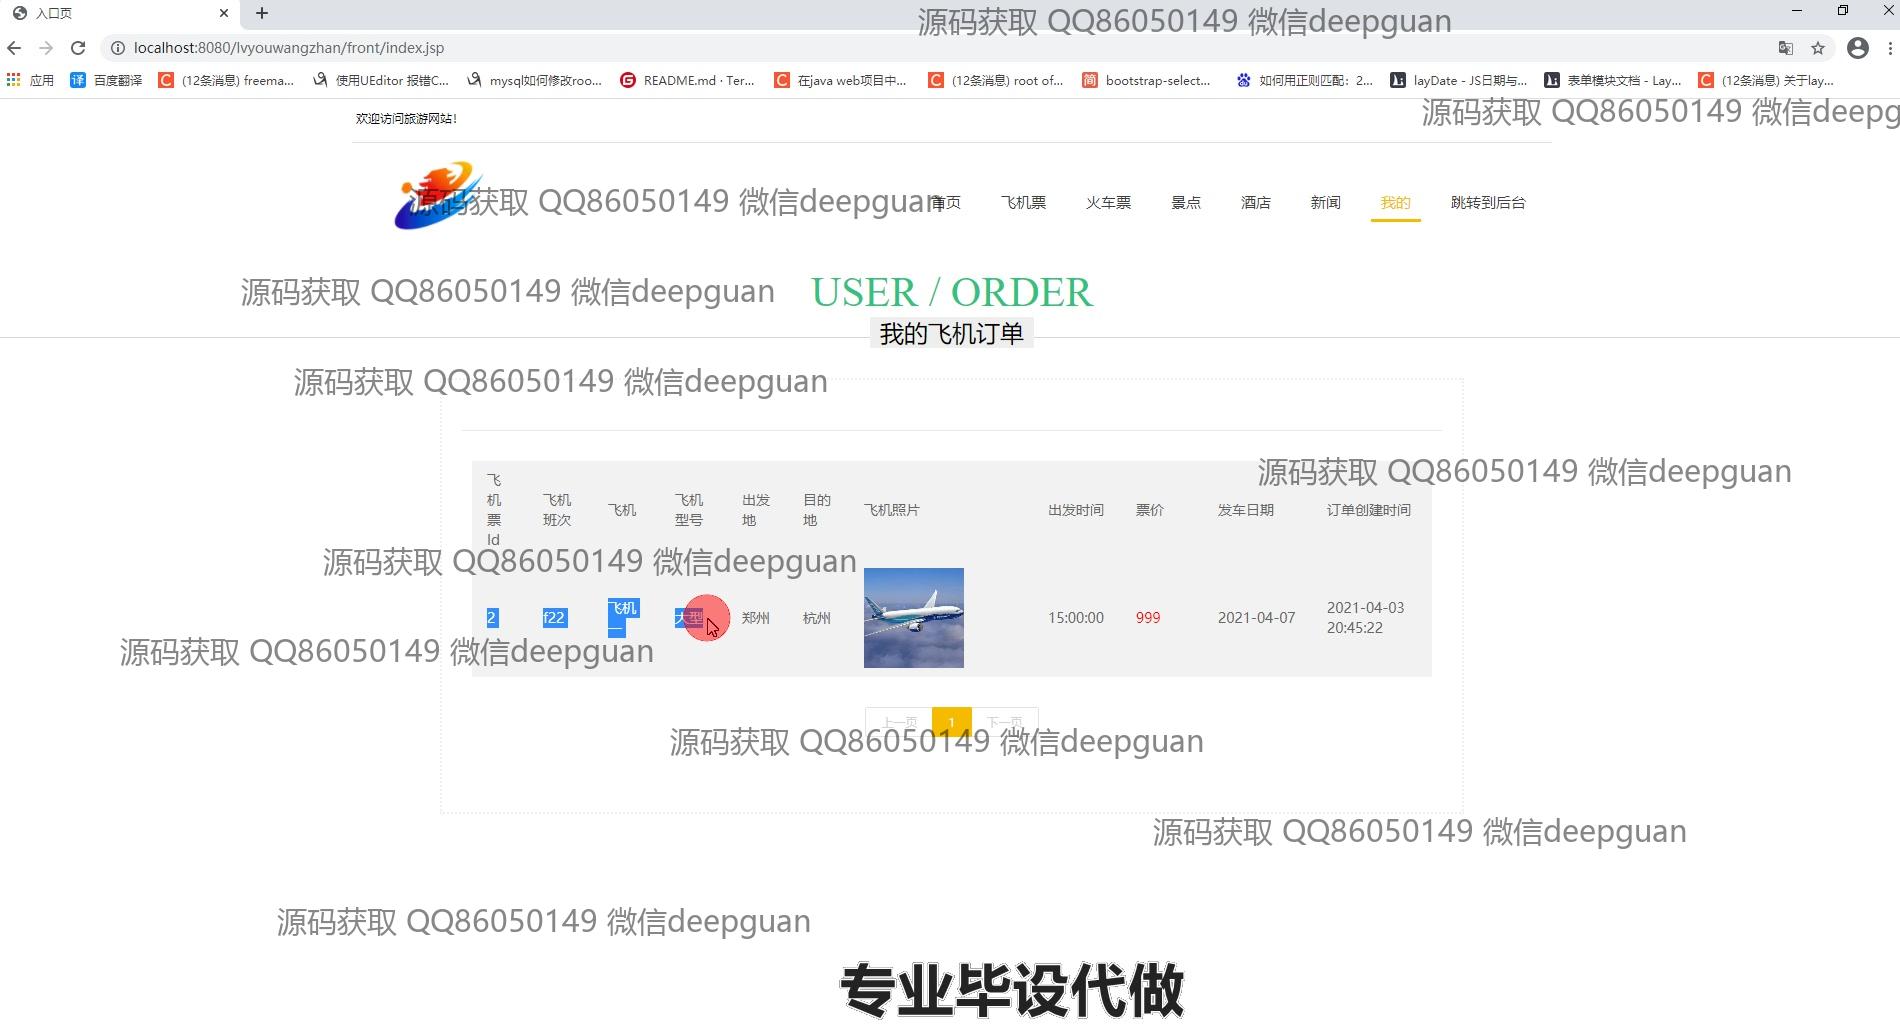 入口页
源码获取 QQ86050149 微信deepguan
localhost:8080/lvyouwangzhan/front/index.jsp
应用 百度翻译 (12条消息) freema... 使用UEditor 报错C... mysql如何修改roo... README.md · Ter... 在java web项目中... (12条消息) root of... bootstrap-select... 如何用正则匹配：2... layDate - JS日期与... 表单模块文档 - Lay... (12条消息) 关于lay...
源码获取 QQ86050149 微信deepg
欢迎访问旅游网站!
源码获取 QQ86050149 微信deepguan
首页 飞机票 火车票 景点 酒店 新闻 我的 跳转到后台
源码获取 QQ86050149 微信deepguan
USER / ORDER
我的飞机订单
源码获取 QQ86050149 微信deepguan
源码获取 QQ86050149 微信deepguan
飞机票Id 飞机班次 飞机 飞机型号 出发地 目的地 飞机照片 出发时间 票价 发车日期 订单创建时间
源码获取 QQ86050149 微信deepguan
2 f22 飞机一 大型 郑州 杭州 15:00:00 999 2021-04-07 2021-04-03 20:45:22
源码获取 QQ86050149 微信deepguan
上一页 1 下一页
源码获取 QQ86050149 微信deepguan
源码获取 QQ86050149 微信deepguan
源码获取 QQ86050149 微信deepguan
专业毕设代做